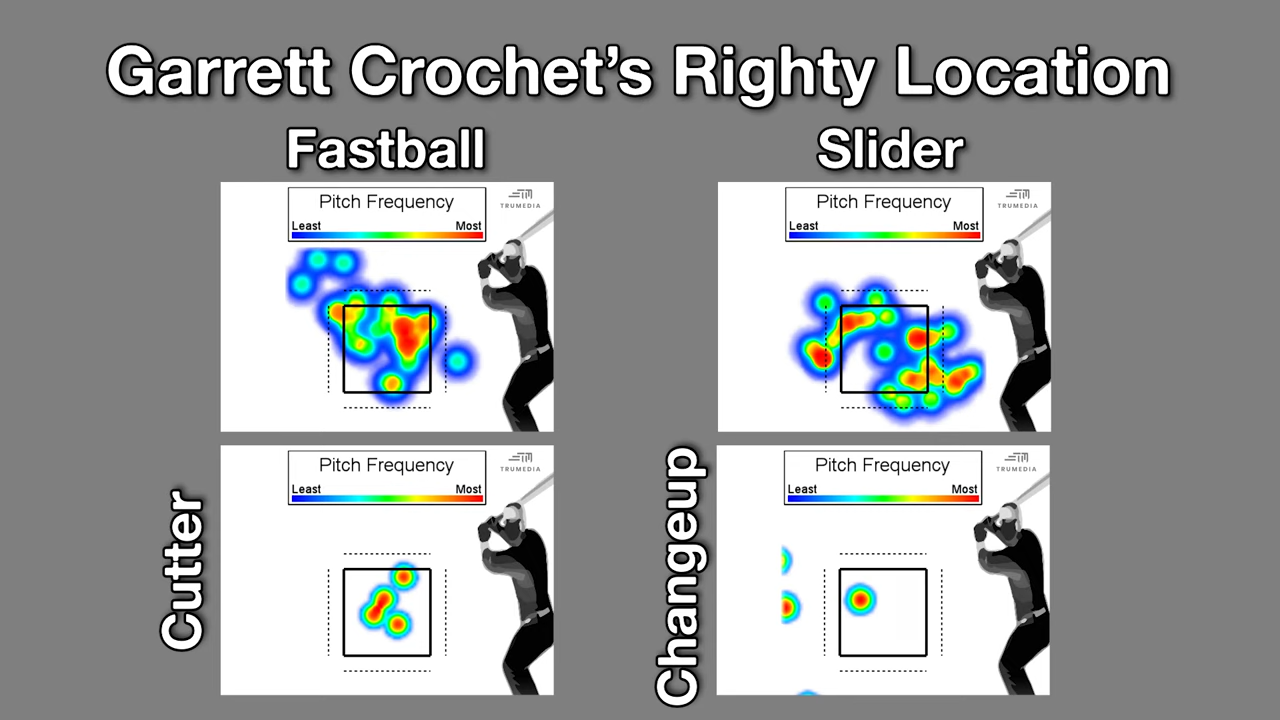 Garrett Crochet’s Righty Location
Fastball
Slider
Pitch Frequency
Least Most
TRUMEDIA
Pitch Frequency
Least Most
TRUMEDIA
Cutter
Pitch Frequency
Least Most
TRUMEDIA
Changeup
Pitch Frequency
Least Most
TRUMEDIA